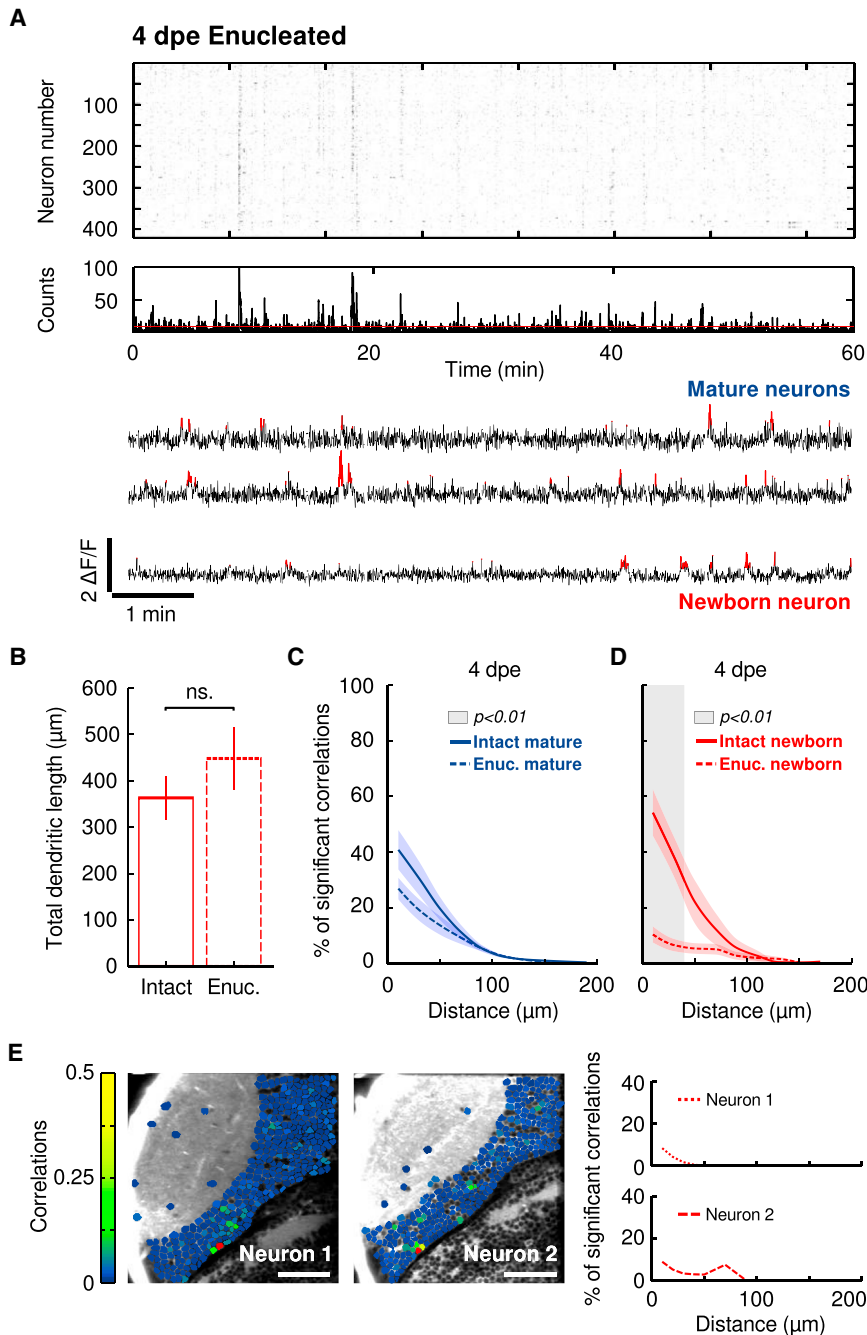 A
4 dpe Enucleated
Neuron number
100
200
300
400
Counts
100
50
0 20 40 60
Time (min)
Mature neurons
2 ΔF/F
1 min
Newborn neuron
B
Total dendritic length (µm)
600
500
400
300
200
100
0
ns.
Intact Enuc.
C
4 dpe
% of significant correlations
100
80
60
40
20
0
p<0.01
Intact mature
Enuc. mature
0 100 200
Distance (µm)
D
4 dpe
p<0.01
Intact newborn
Enuc. newborn
0 100 200
Distance (µm)
E
Correlations
0.5
0.25
0
Neuron 1
Neuron 2
% of significant correlations
40
20
0
Neuron 1
40
20
0
Neuron 2
0 100 200
Distance (µm)